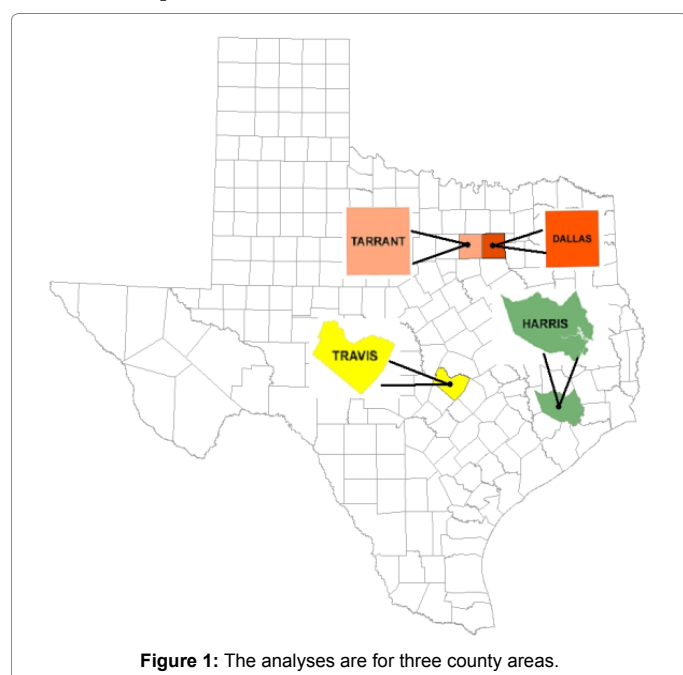 TARRANT
DALLAS
HARRIS
TRAVIS
Figure 1: The analyses are for three county areas.